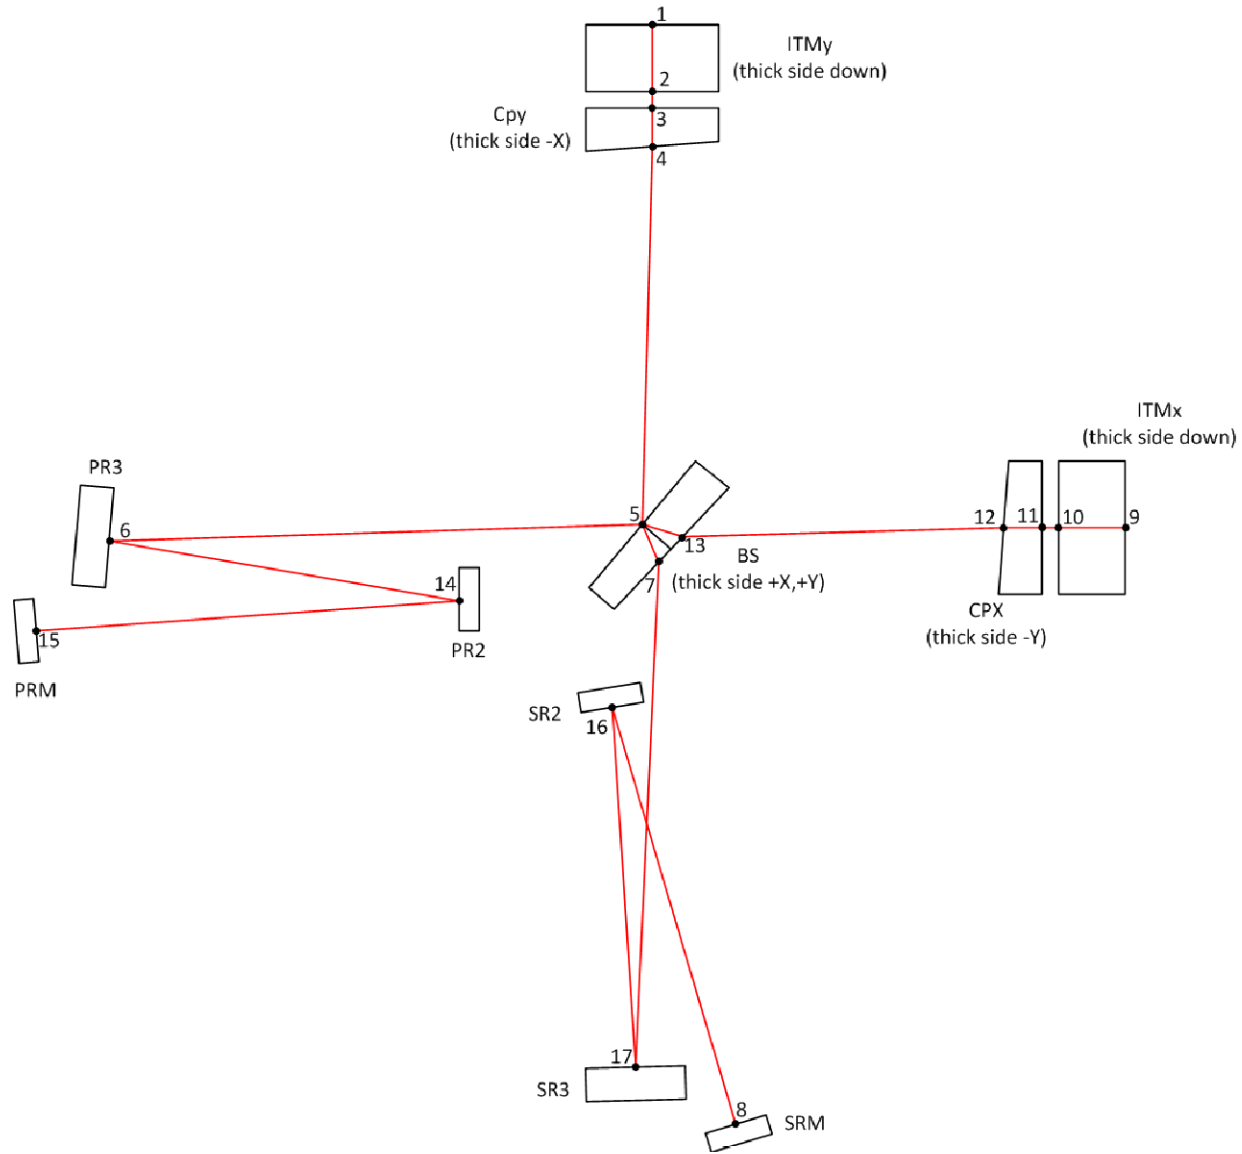 1
ITMy
(thick side down)
2
Cpy
(thick side -X)
3
4
ITMx
(thick side down)
PR3
6
5
12
11
10
9
13
BS
(thick side +X,+Y)
7
14
CPX
(thick side -Y)
15
PR2
PRM
SR2
16
17
SR3
8
SRM